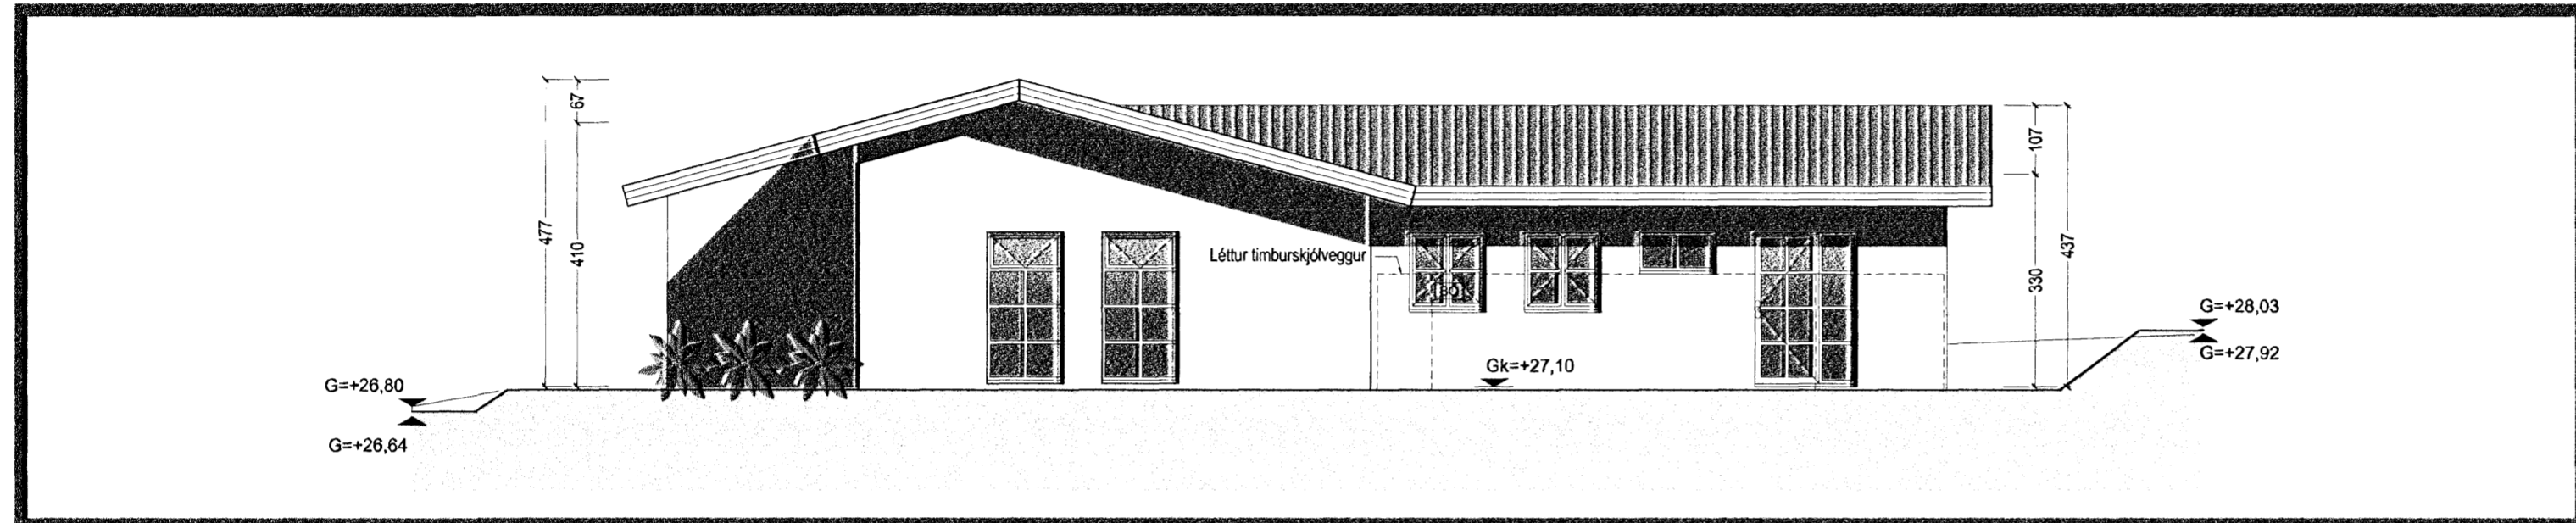 67
477
410
Léttur timburskjólveggur
107
437
330
G=+28,03
G=+27,92
Gk=+27,10
G=+26,80
G=+26,64